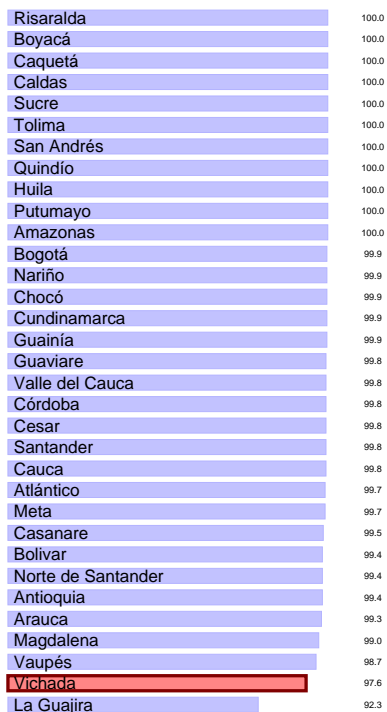 Risaralda 100.0
Boyacá 100.0
Caquetá 100.0
Caldas 100.0
Sucre 100.0
Tolima 100.0
San Andrés 100.0
Quindío 100.0
Huila 100.0
Putumayo 100.0
Amazonas 100.0
Bogotá 99.9
Nariño 99.9
Chocó 99.9
Cundinamarca 99.9
Guainía 99.9
Guaviare 99.8
Valle del Cauca 99.8
Córdoba 99.8
Cesar 99.8
Santander 99.8
Cauca 99.8
Atlántico 99.7
Meta 99.7
Casanare 99.5
Bolivar 99.4
Norte de Santander 99.4
Antioquia 99.4
Arauca 99.3
Magdalena 99.0
Vaupés 98.7
Vichada 97.6
La Guajira 92.3